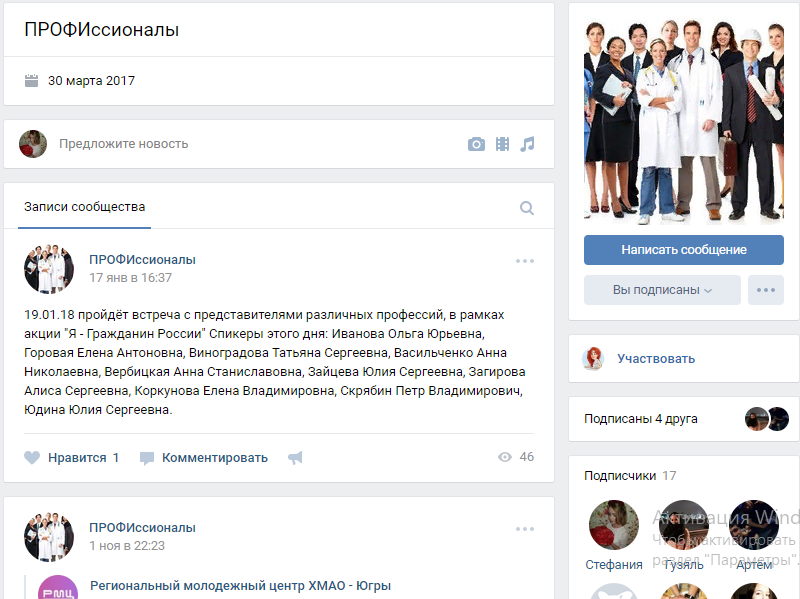 ПРОФИссионалы
30 марта 2017
Предложите новость
Записи сообщества
ПРОФИссионалы
17 янв в 16:37
19.01.18 пройдёт встреча с представителями различных профессий, в рамках
акции "Я - Гражданин России" Спикеры этого дня: Иванова Ольга Юрьевна,
Горовая Елена Антоновна, Виноградова Татьяна Сергеевна, Васильченко Анна
Николаевна, Вербицкая Анна Станиславовна, Зайцева Юлия Сергеевна, Загирова
Алиса Сергеевна, Коркунова Елена Владимировна, Скрябин Петр Владимирович,
Юдина Юлия Сергеевна.
Нравится 1 Комментировать 46
ПРОФИссионалы
1 ноя в 22:23
РМЦ
Региональный молодежный центр ХМАО - Югры
Написать сообщение
Вы подписаны
Участвовать
Подписаны 4 друга
Подписчики 17
Активация Wind
Чтобы активировать
раздел "Параметры".
Стефания Гузяль Артём